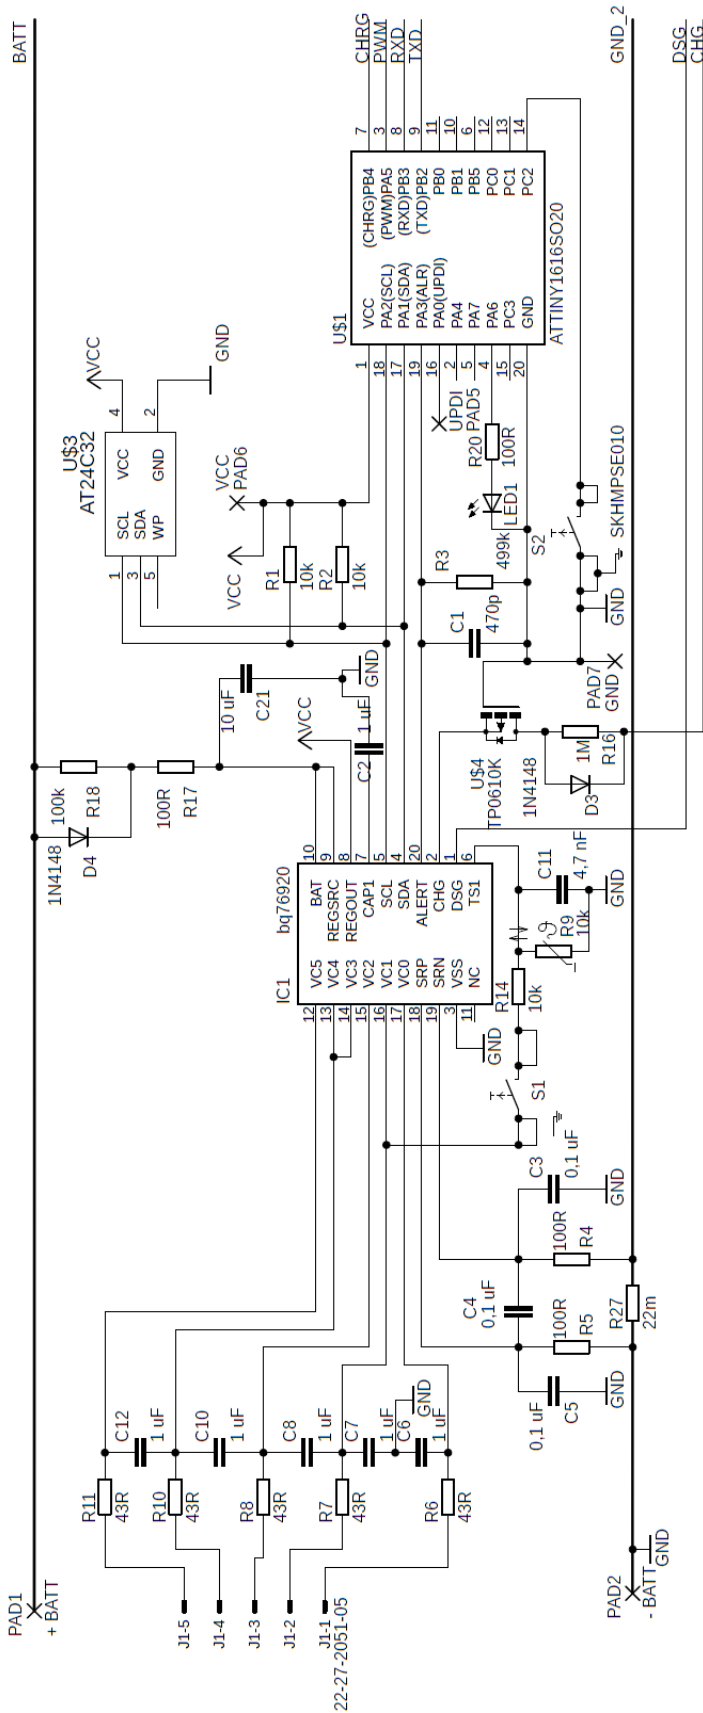 BATT
PAD1
+ BATT
1N4148
D4
100k
R18
100R
R17
10 uF
C21
GND
VCC
1 uF
C2
U$3
AT24C32
SCL
SDA
WP
VCC
GND
1
3
5
4
2
VCC
GND
VCC
PAD6
VCC
R1
10k
R2
10k
U$1
VCC
PA2(SCL)
PA1(SDA)
PA3(ALR)
PA0(UPDI)
PA4
PA7
PA6
PC3
GND
(CHRG)PB4
(PWM)PA5
(RXD)PB3
(TXD)PB2
PB0
PB1
PB5
PC0
PC1
PC2
ATTINY1616SO20
1
18
17
19
16
2
5
4
15
20
7
3
8
9
11
10
6
12
13
14
CHRG
PWM
RXD
TXD
UPDI
PAD5
R20
100R
LED1
R3
499k
C1
470p
S2
SKHMPSE010
GND
PAD7
GND
U$4
TP0610K
1N4148
D3
1M
R16
IC1
bq76920
VC5
VC4
VC3
VC2
VC1
VC0
SRP
SRN
VSS
NC
BAT
REGSRC
REGOUT
CAP1
SCL
SDA
ALERT
CHG
DSG
TS1
12
13
14
15
16
17
18
19
3
11
10
9
8
7
5
4
20
2
1
6
C11
4,7 nF
R9
10k
ϑ
GND
R14
10k
GND
S1
C3
0,1 uF
GND
100R
R4
C4
0,1 uF
100R
R5
0,1 uF
C5
GND
R27
22m
C12
1 uF
C10
1 uF
C8
1 uF
C7
1 uF
C6
1 uF
GND
R11
43R
R10
43R
R8
43R
R7
43R
R6
43R
J1-5
J1-4
J1-3
J1-2
J1-1
22-27-2051-05
PAD2
- BATT
GND
GND_2
DSG
CHG